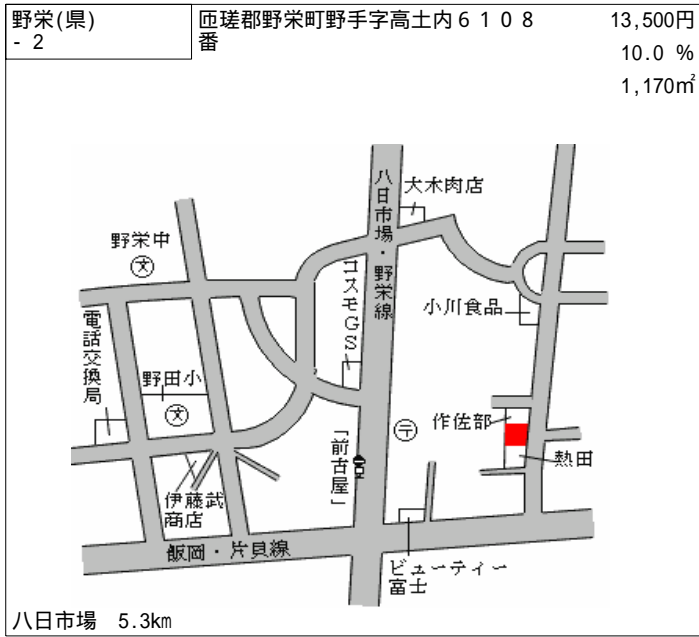 野栄(県)
- 2
匝瑳郡野栄町野手字高土内６１０８
番
13,500円
10.0 %
1,170㎡
八日市場・野栄線
大木肉店
野栄中
文
コスモGS
小川食品
電話交換局
野田小
文
〒
作佐部
熱田
「前古屋」
伊藤武
商店
飯岡・片貝線
ビューティー
富士
八日市場 5.3km